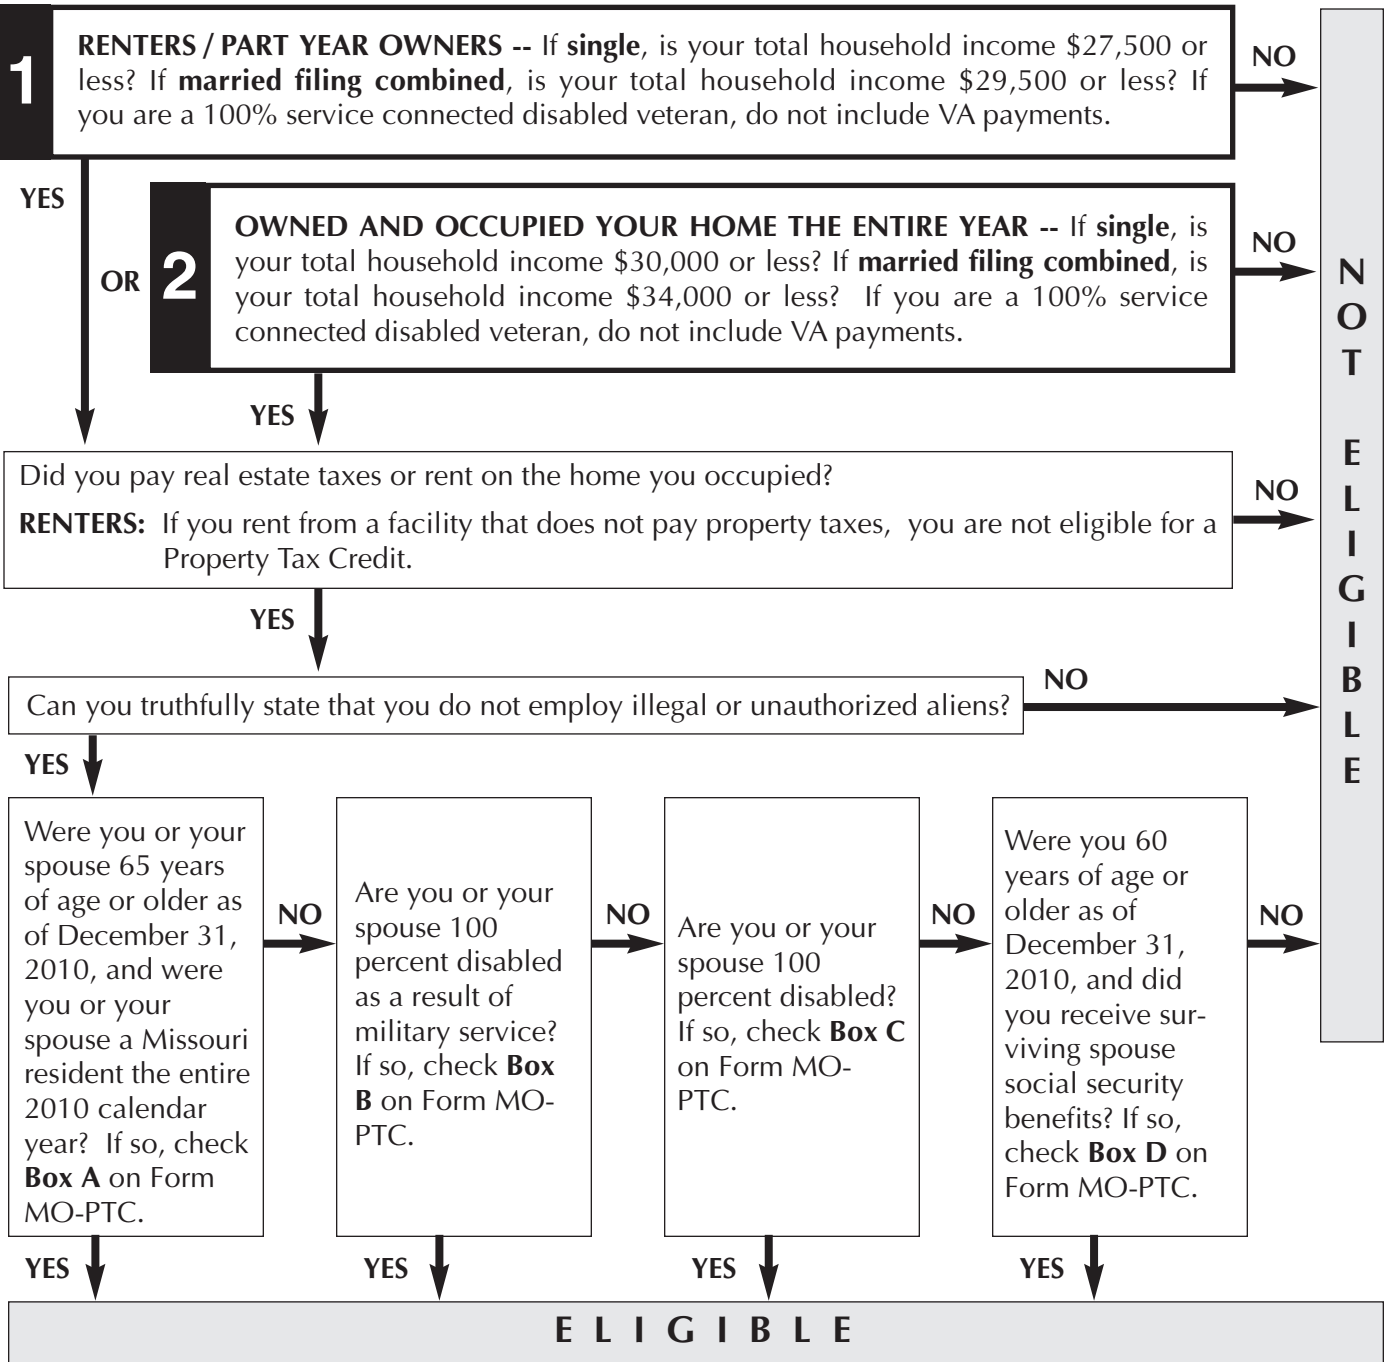 1
RENTERS / PART YEAR OWNERS -- If single, is your total household income $27,500 or
less? If married filing combined, is your total household income $29,500 or less? If
you are a 100% service connected disabled veteran, do not include VA payments.
NO
YES
OR
2
OWNED AND OCCUPIED YOUR HOME THE ENTIRE YEAR -- If single, is
your total household income $30,000 or less? If married filing combined, is
your total household income $34,000 or less? If you are a 100% service
connected disabled veteran, do not include VA payments.
NO
YES
Did you pay real estate taxes or rent on the home you occupied?
RENTERS: If you rent from a facility that does not pay property taxes, you are not eligible for a
Property Tax Credit.
NO
YES
Can you truthfully state that you do not employ illegal or unauthorized aliens?
NO
YES
Were you or your
spouse 65 years
of age or older as
of December 31,
2010, and were
you or your
spouse a Missouri
resident the entire
2010 calendar
year? If so, check
Box A on Form
MO-PTC.
NO
YES
Are you or your
spouse 100
percent disabled
as a result of
military service?
If so, check Box
B on Form MO-
PTC.
NO
YES
Are you or your
spouse 100
percent disabled?
If so, check Box C
on Form MO-
PTC.
NO
YES
Were you 60
years of age or
older as of
December 31,
2010, and did
you receive sur-
viving spouse
social security
benefits? If so,
check Box D on
Form MO-PTC.
NO
YES
NOT ELIGIBLE
ELIGIBLE